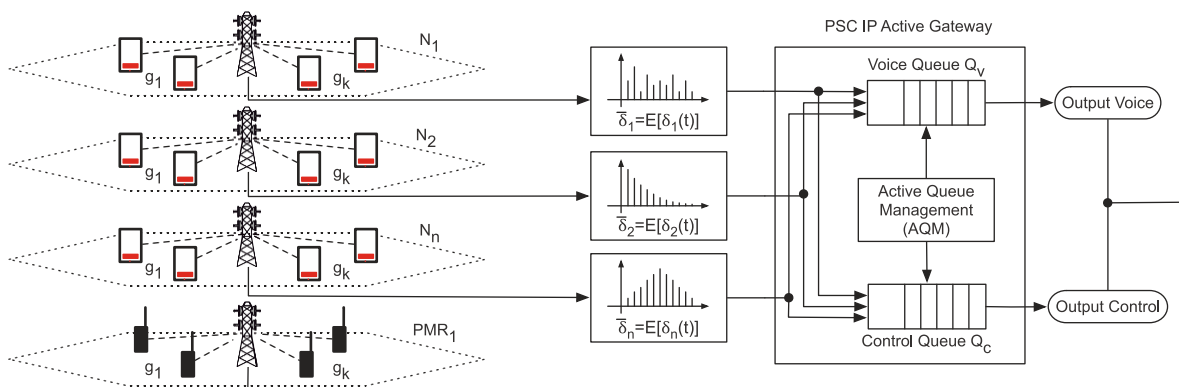 PSC IP Active Gateway
N1
g1
gk
δ̅1=E[δ1(t)]
Voice Queue Qv
Output Voice
N2
g1
gk
δ̅2=E[δ2(t)]
Active Queue
Management
(AQM)
Nn
g1
gk
δ̅n=E[δn(t)]
Output Control
Control Queue Qc
PMR1
g1
gk